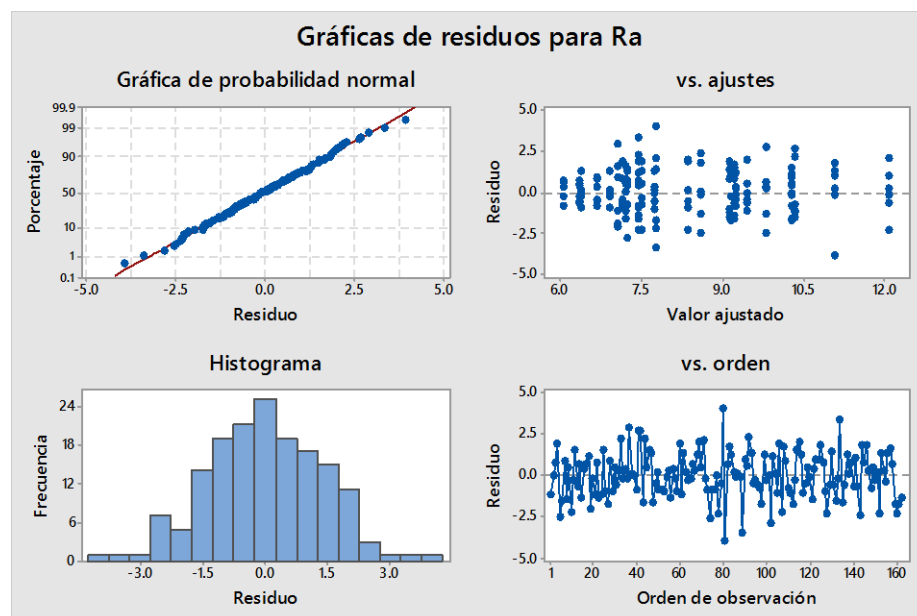 Gráficas de residuos para Ra
Gráfica de probabilidad normal
99.9
99
90
50
10
1
0.1
Porcentaje
-5.0 -2.5 0.0 2.5 5.0
Residuo
vs. ajustes
5.0
2.5
0.0
-2.5
-5.0
Residuo
6.0 7.5 9.0 10.5 12.0
Valor ajustado
Histograma
24
18
12
6
0
Frecuencia
-3.0 -1.5 0.0 1.5 3.0
Residuo
vs. orden
5.0
2.5
0.0
-2.5
-5.0
Residuo
1 20 40 60 80 100 120 140 160
Orden de observación